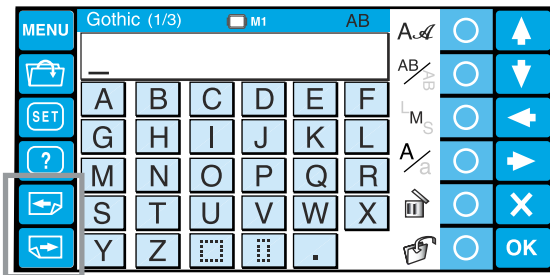 MENU
Gothic (1/3) M1 AB
A A
AB AB
SET
L M S
?
A a
A B C D E F
G H I J K L
M N O P Q R
S T U V W X
Y Z .
X
OK